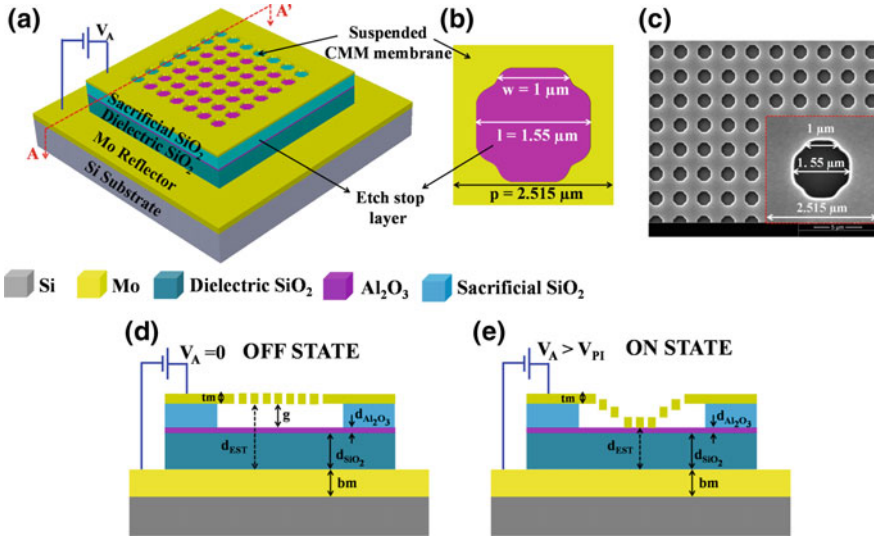 (a)
V_A
A'
A
Suspended
CMM membrane
Sacrificial SiO₂
Dielectric SiO₂
Mo Reflector
Si Substrate
Etch stop
layer
(b)
w = 1 μm
l = 1.55 μm
p = 2.515 μm
(c)
1 μm
1. 55 μm
2.515 μm
Si
Mo
Dielectric SiO₂
Al₂O₃
Sacrificial SiO₂
(d)
V_A =0 OFF STATE
tm
g
d_Al₂O₃
d_EST
d_SiO₂
bm
(e)
V_A > V_PI ON STATE
tm
d_Al₂O₃
d_EST
d_SiO₂
bm